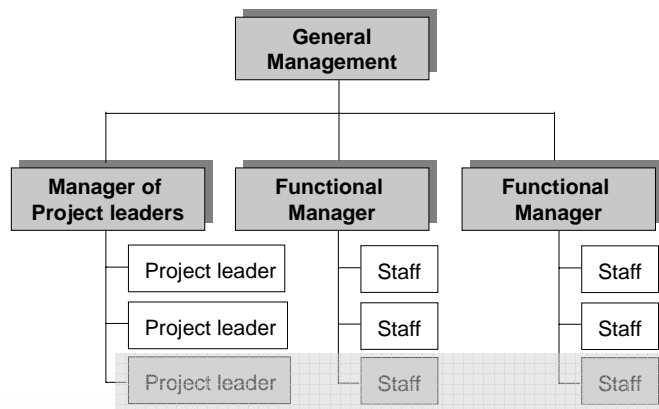 General
Management
Manager of
Project leaders
Functional
Manager
Functional
Manager
Project leader
Staff
Staff
Project leader
Staff
Staff
Project leader
Staff
Staff